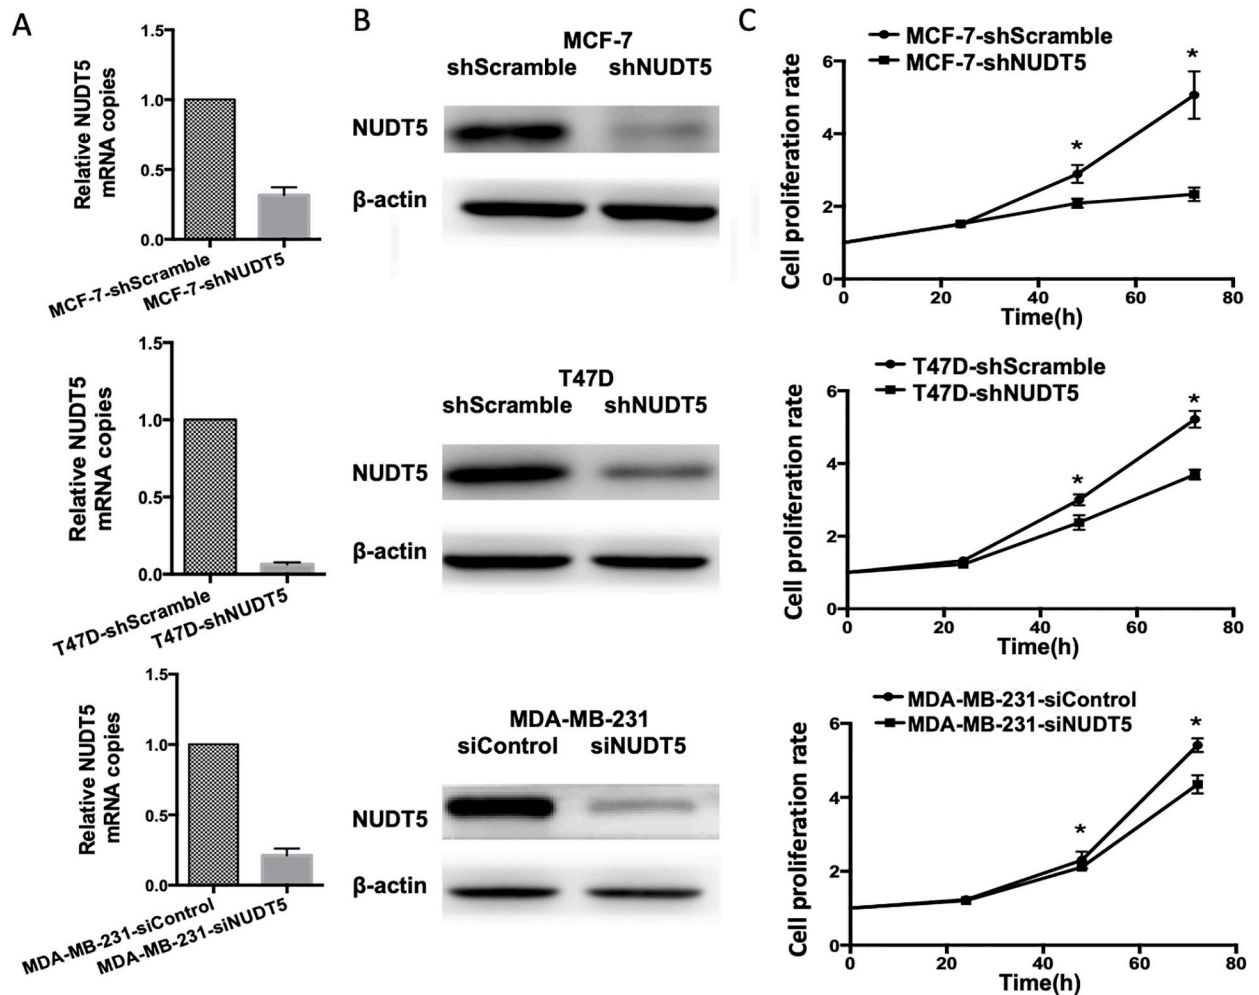 A
Relative NUDT5
mRNA copies
1.5
1.0
0.5
0.0
MCF-7-shScramble
MCF-7-shNUDT5
Relative NUDT5
mRNA copies
1.5
1.0
0.5
0.0
T47D-shScramble
T47D-shNUDT5
Relative NUDT5
mRNA copies
1.5
1.0
0.5
0.0
MDA-MB-231-siControl
MDA-MB-231-siNUDT5
B
MCF-7
shScramble shNUDT5
NUDT5
β-actin
T47D
shScramble shNUDT5
NUDT5
β-actin
MDA-MB-231
siControl siNUDT5
NUDT5
β-actin
C
MCF-7-shScramble
MCF-7-shNUDT5
Cell proliferation rate
6
4
2
0
* *
0 20 40 60 80
Time(h)
T47D-shScramble
T47D-shNUDT5
Cell proliferation rate
6
4
2
0
* *
0 20 40 60 80
Time(h)
MDA-MB-231-siControl
MDA-MB-231-siNUDT5
Cell proliferation rate
6
4
2
0
* *
0 20 40 60 80
Time(h)